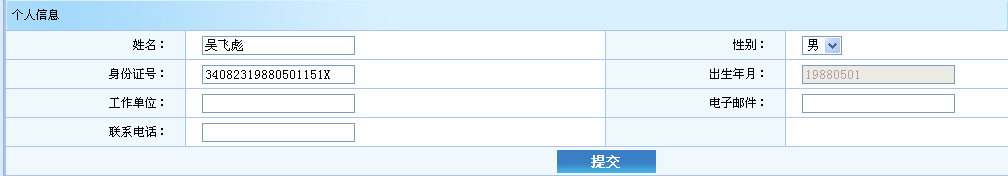 个人信息
姓名： 吴飞彪 性别： 男
身份证号： 34082319880501151X 出生年月： 19880501
工作单位： 电子邮件：
联系电话：
提交